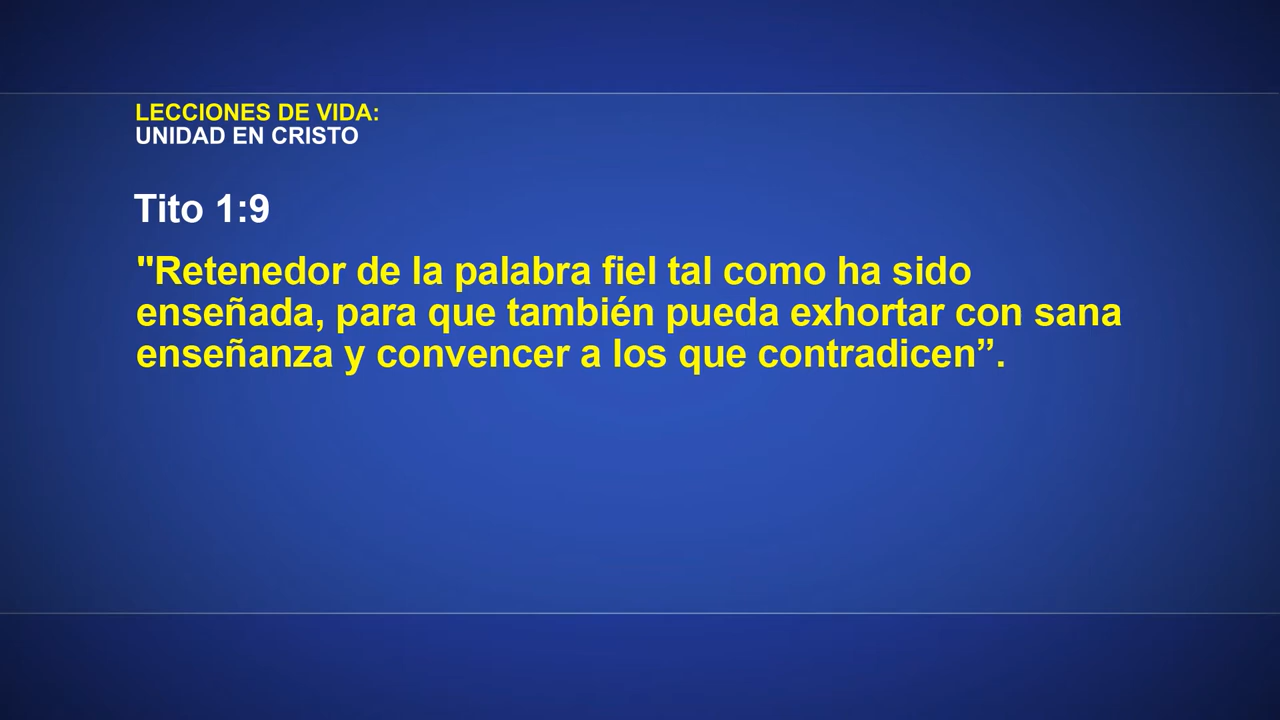 LECCIONES DE VIDA:
UNIDAD EN CRISTO
Tito 1:9
"Retenedor de la palabra fiel tal como ha sido
enseñada, para que también pueda exhortar con sana
enseñanza y convencer a los que contradicen”.